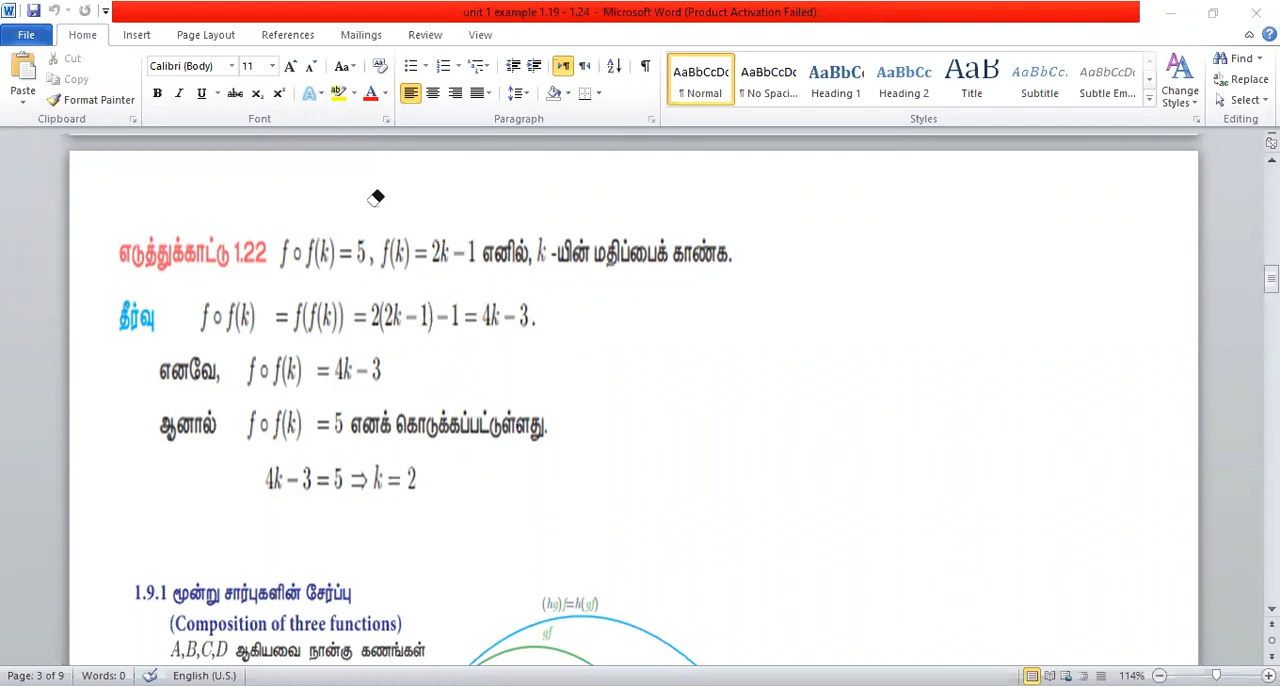 unit 1 example 1.19 - 1.24 - Microsoft Word (Product Activation Failed)
File Home Insert Page Layout References Mailings Review View
Cut
Copy
Format Painter
Paste
Calibri (Body) 11
AaBbCcDc AaBbCcDc AaBbC AaBbCc AaB AaBbCc. AaBbCcDc
¶ Normal ¶ No Spaci... Heading 1 Heading 2 Title Subtitle Subtle Em...
Change Styles
Find
Replace
Select
Clipboard Font Paragraph Styles Editing
எடுத்துக்காட்டு 1.22 f ∘ f(k) = 5 , f(k) = 2k − 1 எனில், k -யின் மதிப்பைக் காண்க.
தீர்வு f ∘ f(k) = f(f(k)) = 2(2k − 1) − 1 = 4k − 3 .
எனவே, f ∘ f(k) = 4k − 3
ஆனால் f ∘ f(k) = 5 எனக் கொடுக்கப்பட்டுள்ளது.
4k − 3 = 5 ⇒ k = 2
1.9.1 மூன்று சார்புகளின் சேர்ப்பு
(Composition of three functions)
A,B,C,D ஆகியவை நான்கு கணங்கள்
(hg)f=h(gf)
gf
Page: 3 of 9 Words: 0 English (U.S.) 114%